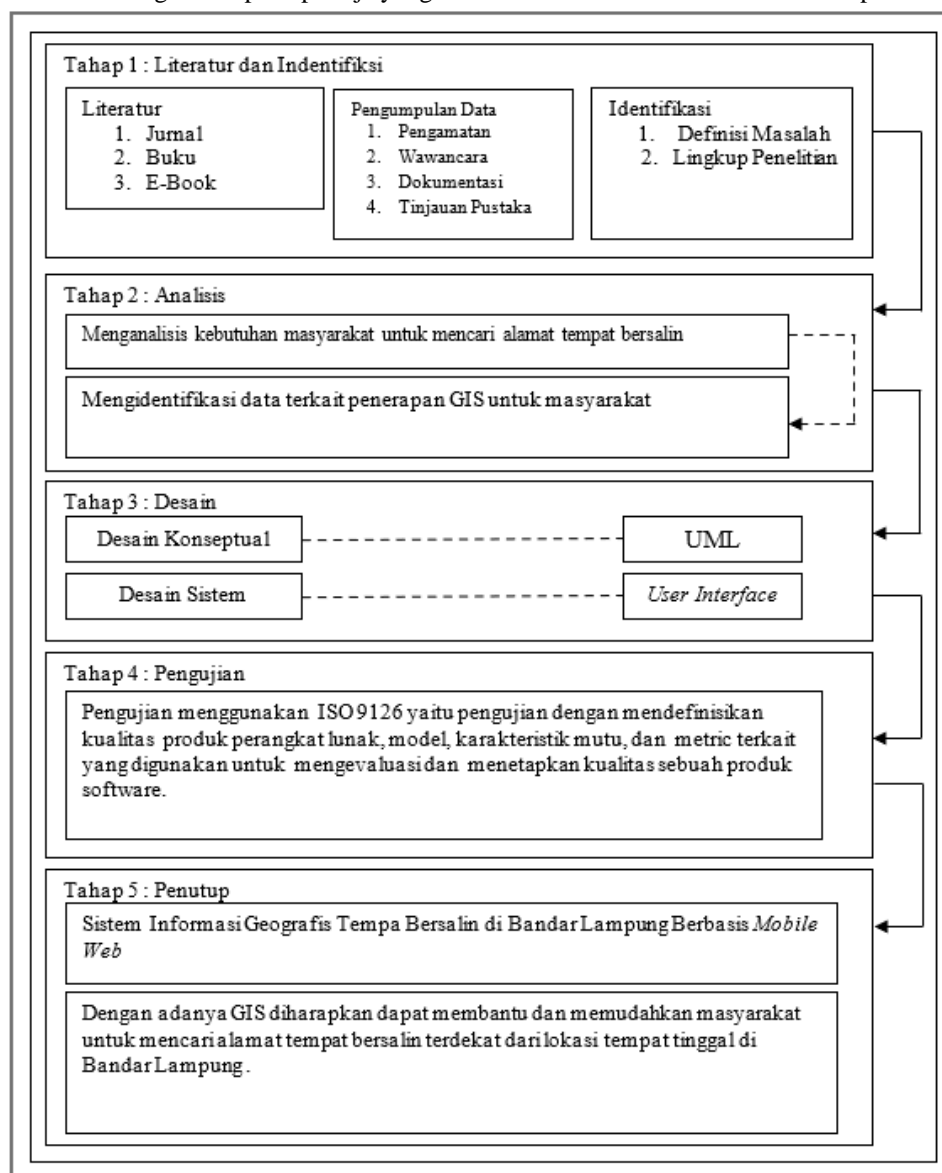 Tahap 1 : Literatur dan Indentifiksi
Literatur
1. Jurnal
2. Buku
3. E-Book
Pengumpulan Data
1. Pengamatan
2. Wawancara
3. Dokumentasi
4. Tinjauan Pustaka
Identifikasi
1. Definisi Masalah
2. Lingkup Penelitian
Tahap 2 : Analisis
Menganalisis kebutuhan masyarakat untuk mencari alamat tempat bersalin
Mengidentifikasi data terkait penerapan GIS untuk masyarakat
Tahap 3 : Desain
Desain Konseptual
UML
Desain Sistem
User Interface
Tahap 4 : Pengujian
Pengujian menggunakan ISO 9126 yaitu pengujian dengan mendefinisikan
kualitas produk perangkat lunak, model, karakteristik mutu, dan metric terkait
yang digunakan untuk mengevaluasi dan menetapkan kualitas sebuah produk
software.
Tahap 5 : Penutup
Sistem Informasi Geografis Tempa Bersalin di Bandar Lampung Berbasis Mobile
Web
Dengan adanya GIS diharapkan dapat membantu dan memudahkan masyarakat
untuk mencari alamat tempat bersalin terdekat dari lokasi tempat tinggal di
Bandar Lampung.